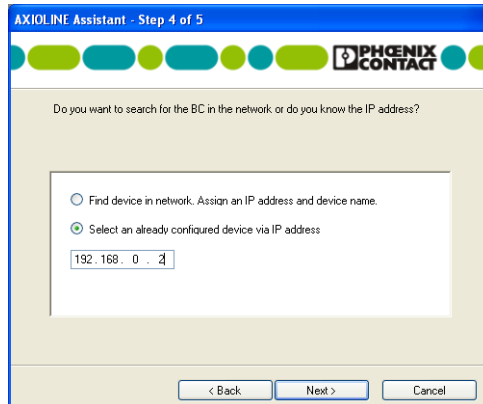 AXIOLINE Assistant - Step 4 of 5
PHŒNIX
CONTACT
Do you want to search for the BC in the network or do you know the IP address?
Find device in network. Assign an IP address and device name.
Select an already configured device via IP address
192.168. 0 . 2
< Back Next > Cancel